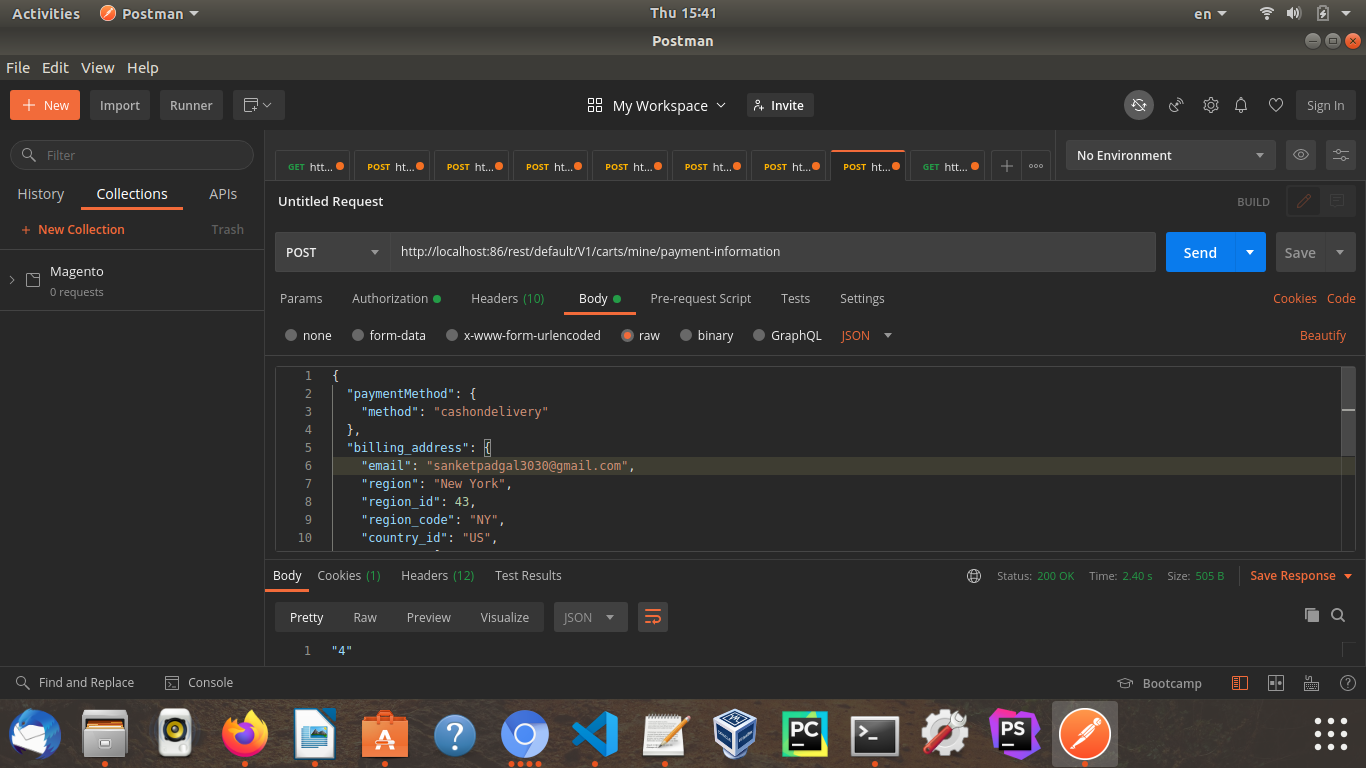 Activities Postman Thu 15:41 en
Postman
File Edit View Help
+ New Import Runner My Workspace Invite Sign In
Filter
History Collections APIs
+ New Collection Trash
Magento
0 requests
GET htt... POST ht... POST ht... POST ht... POST ht... POST ht... POST ht... POST ht... GET htt... No Environment
Untitled Request BUILD
POST http://localhost:86/rest/default/V1/carts/mine/payment-information Send Save
Params Authorization Headers (10) Body Pre-request Script Tests Settings Cookies Code
none form-data x-www-form-urlencoded raw binary GraphQL JSON Beautify
1 {
2 "paymentMethod": {
3 "method": "cashondelivery"
4 },
5 "billing_address": {
6 "email": "sanketpadgal3030@gmail.com",
7 "region": "New York",
8 "region_id": 43,
9 "region_code": "NY",
10 "country_id": "US",
Body Cookies (1) Headers (12) Test Results Status: 200 OK Time: 2.40 s Size: 505 B Save Response
Pretty Raw Preview Visualize JSON
1 "4"
Find and Replace Console Bootcamp
PC PS